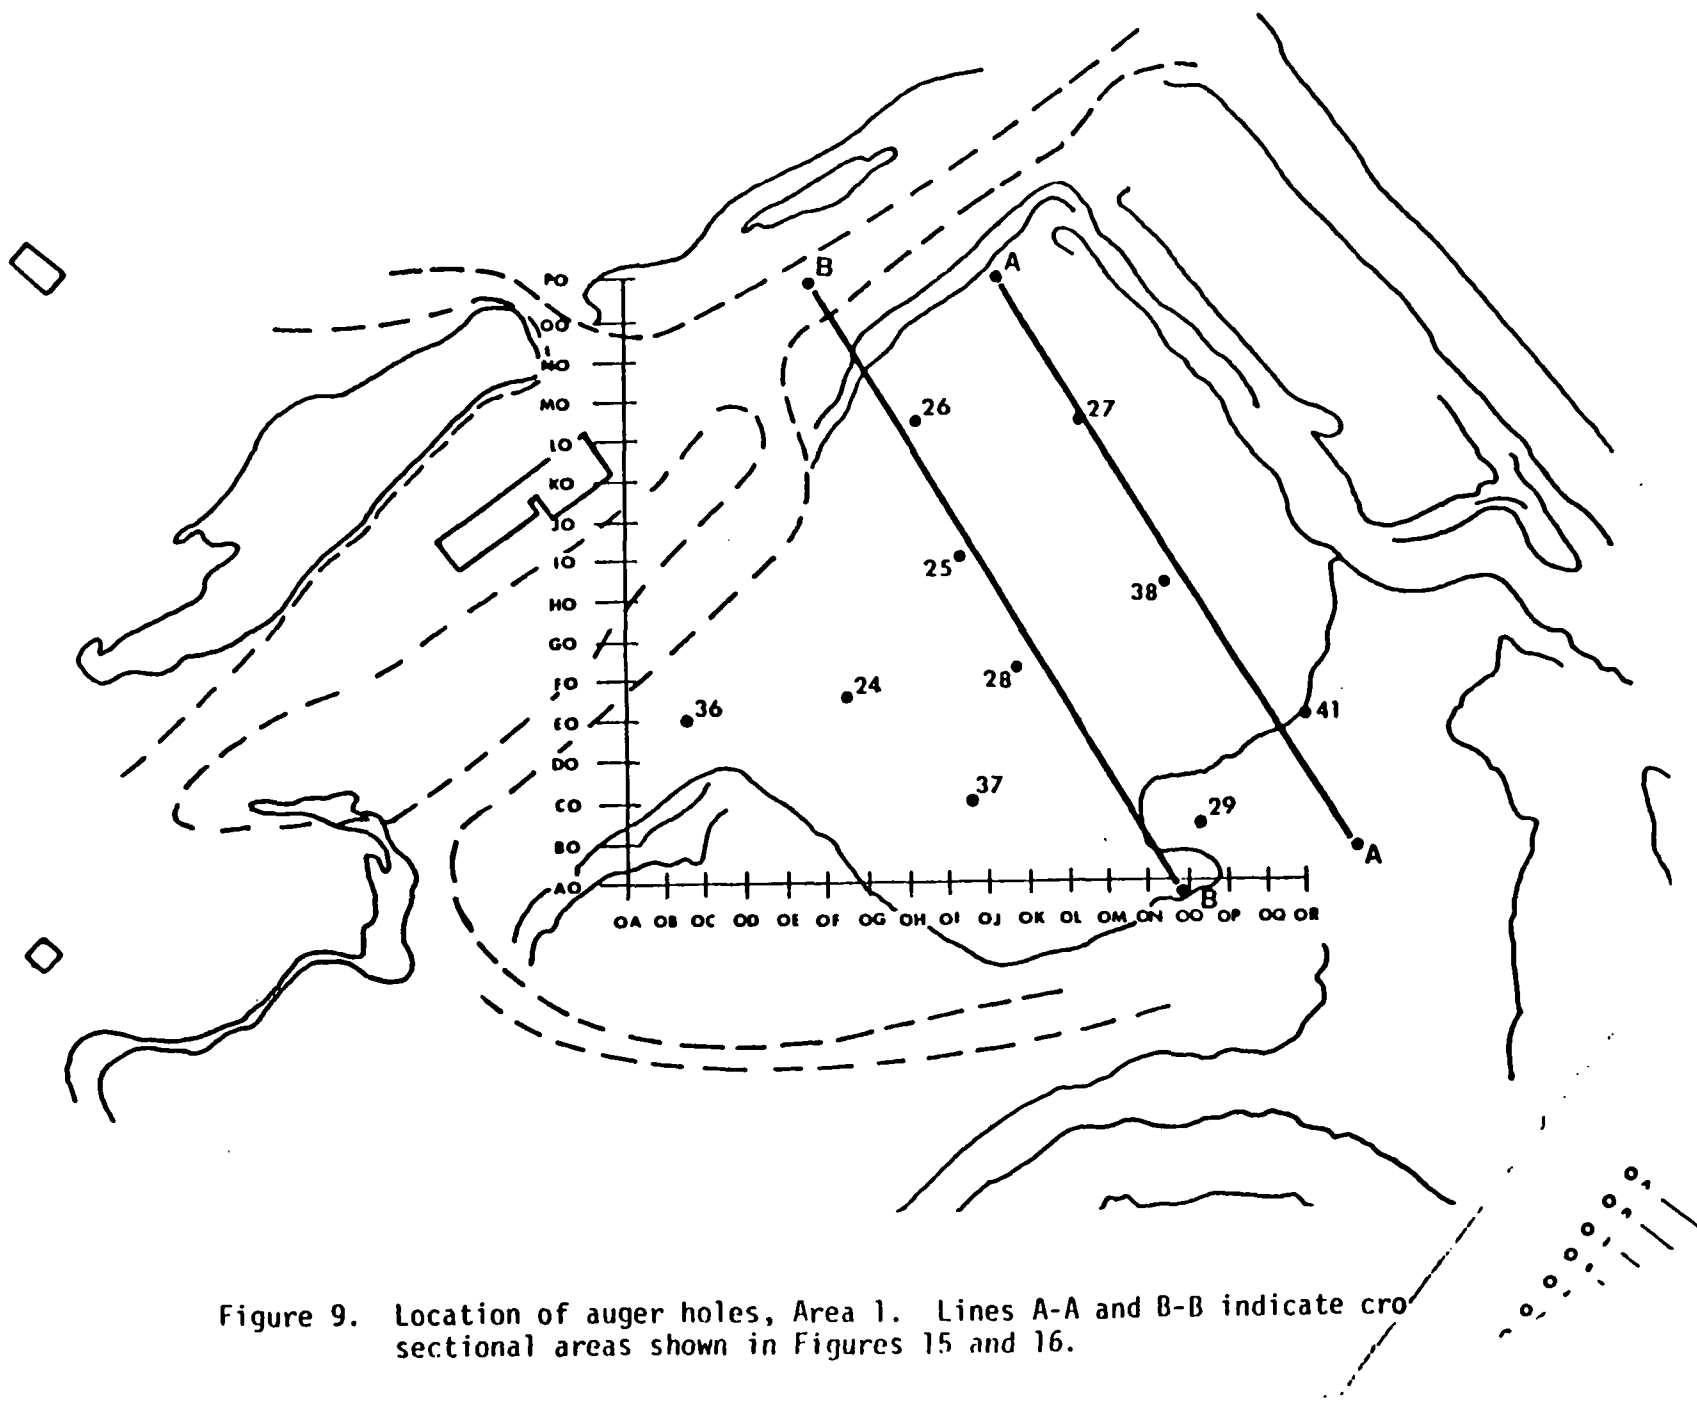 B
A
PO
OO
NO
MO
26
27
LO
KO
JO
IO
25
38
HO
GO
FO
28
24
36
EO
41
DO
37
CO
29
BO
A
AO
B
OA OB OC OD OE OF OG OH OI OJ OK OL OM ON OO OP OQ OR
Figure 9. Location of auger holes, Area 1. Lines A-A and B-B indicate cro
sectional areas shown in Figures 15 and 16.